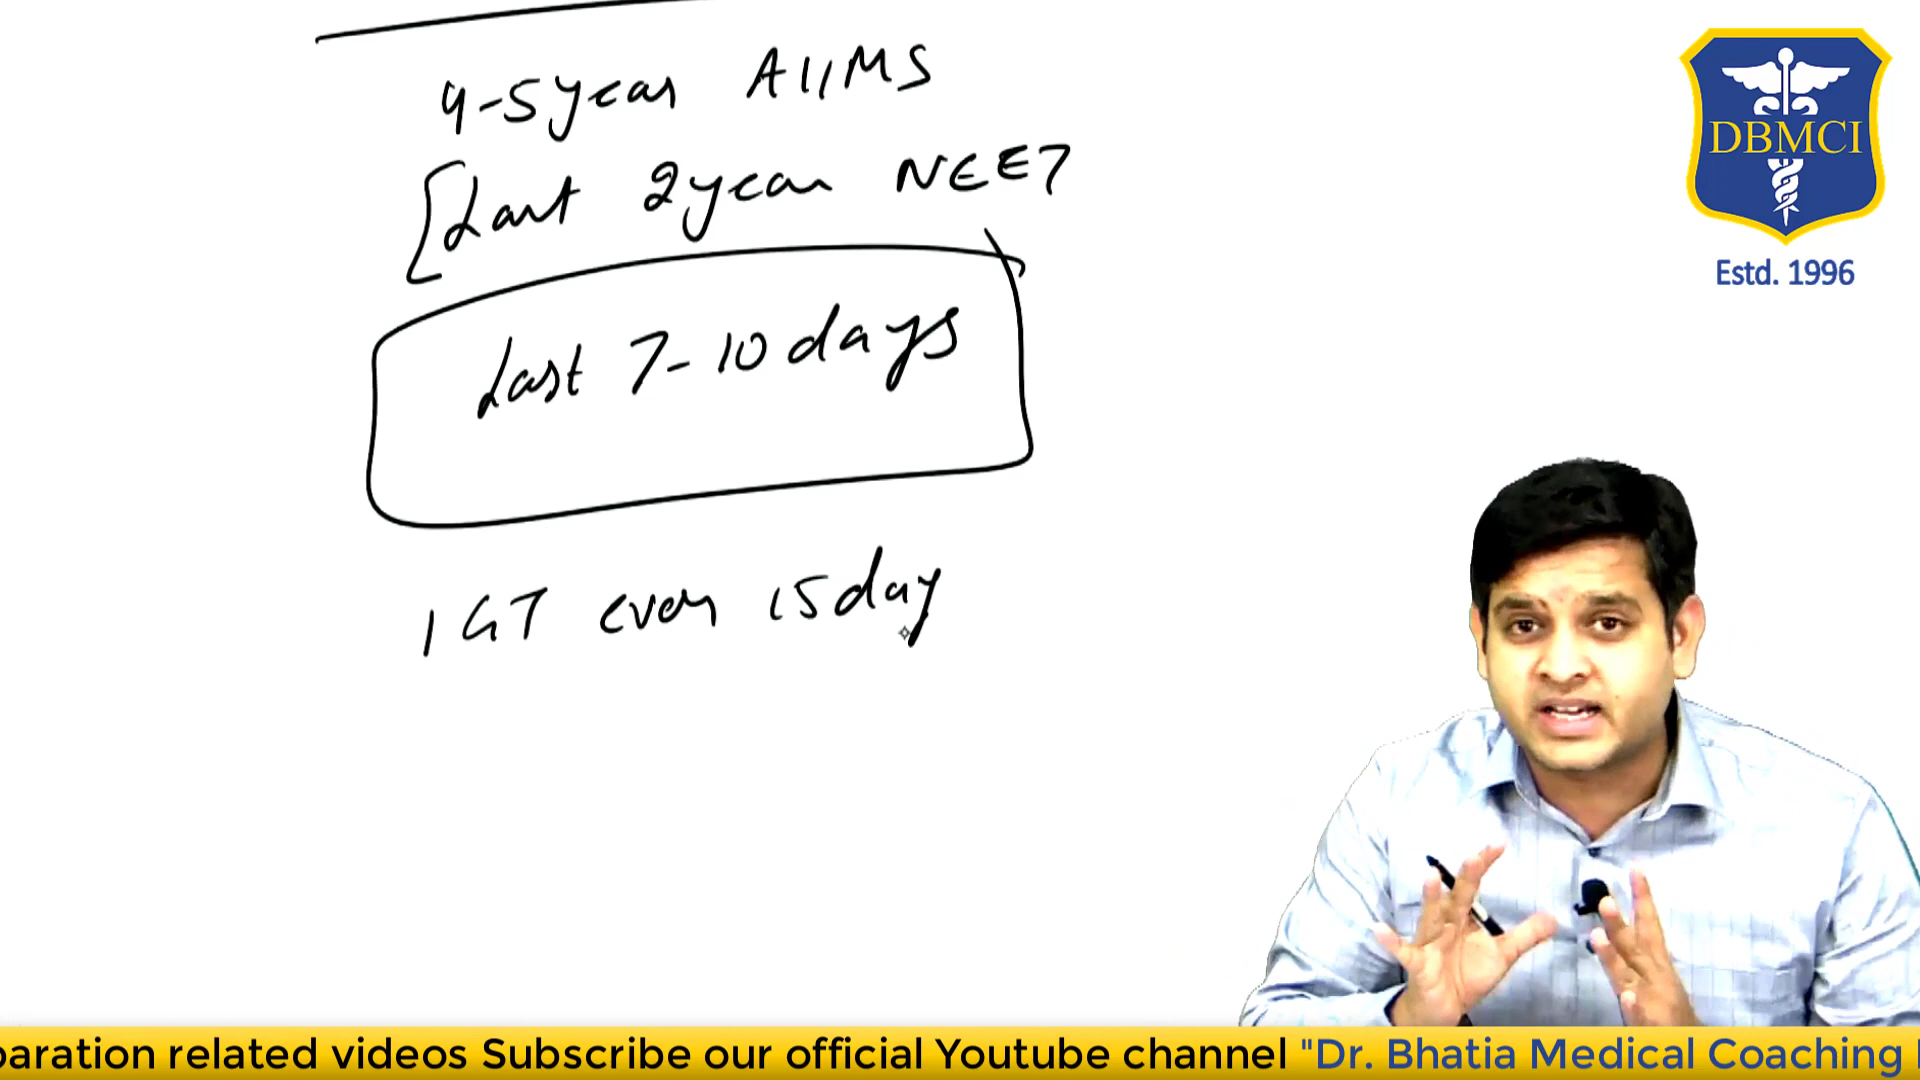 4-5 year AIIMS
[Last 2 year NEET
Last 7-10 days
1 GT every 15 day
DBMCI
Estd. 1996
paration related videos Subscribe our official Youtube channel "Dr. Bhatia Medical Coaching